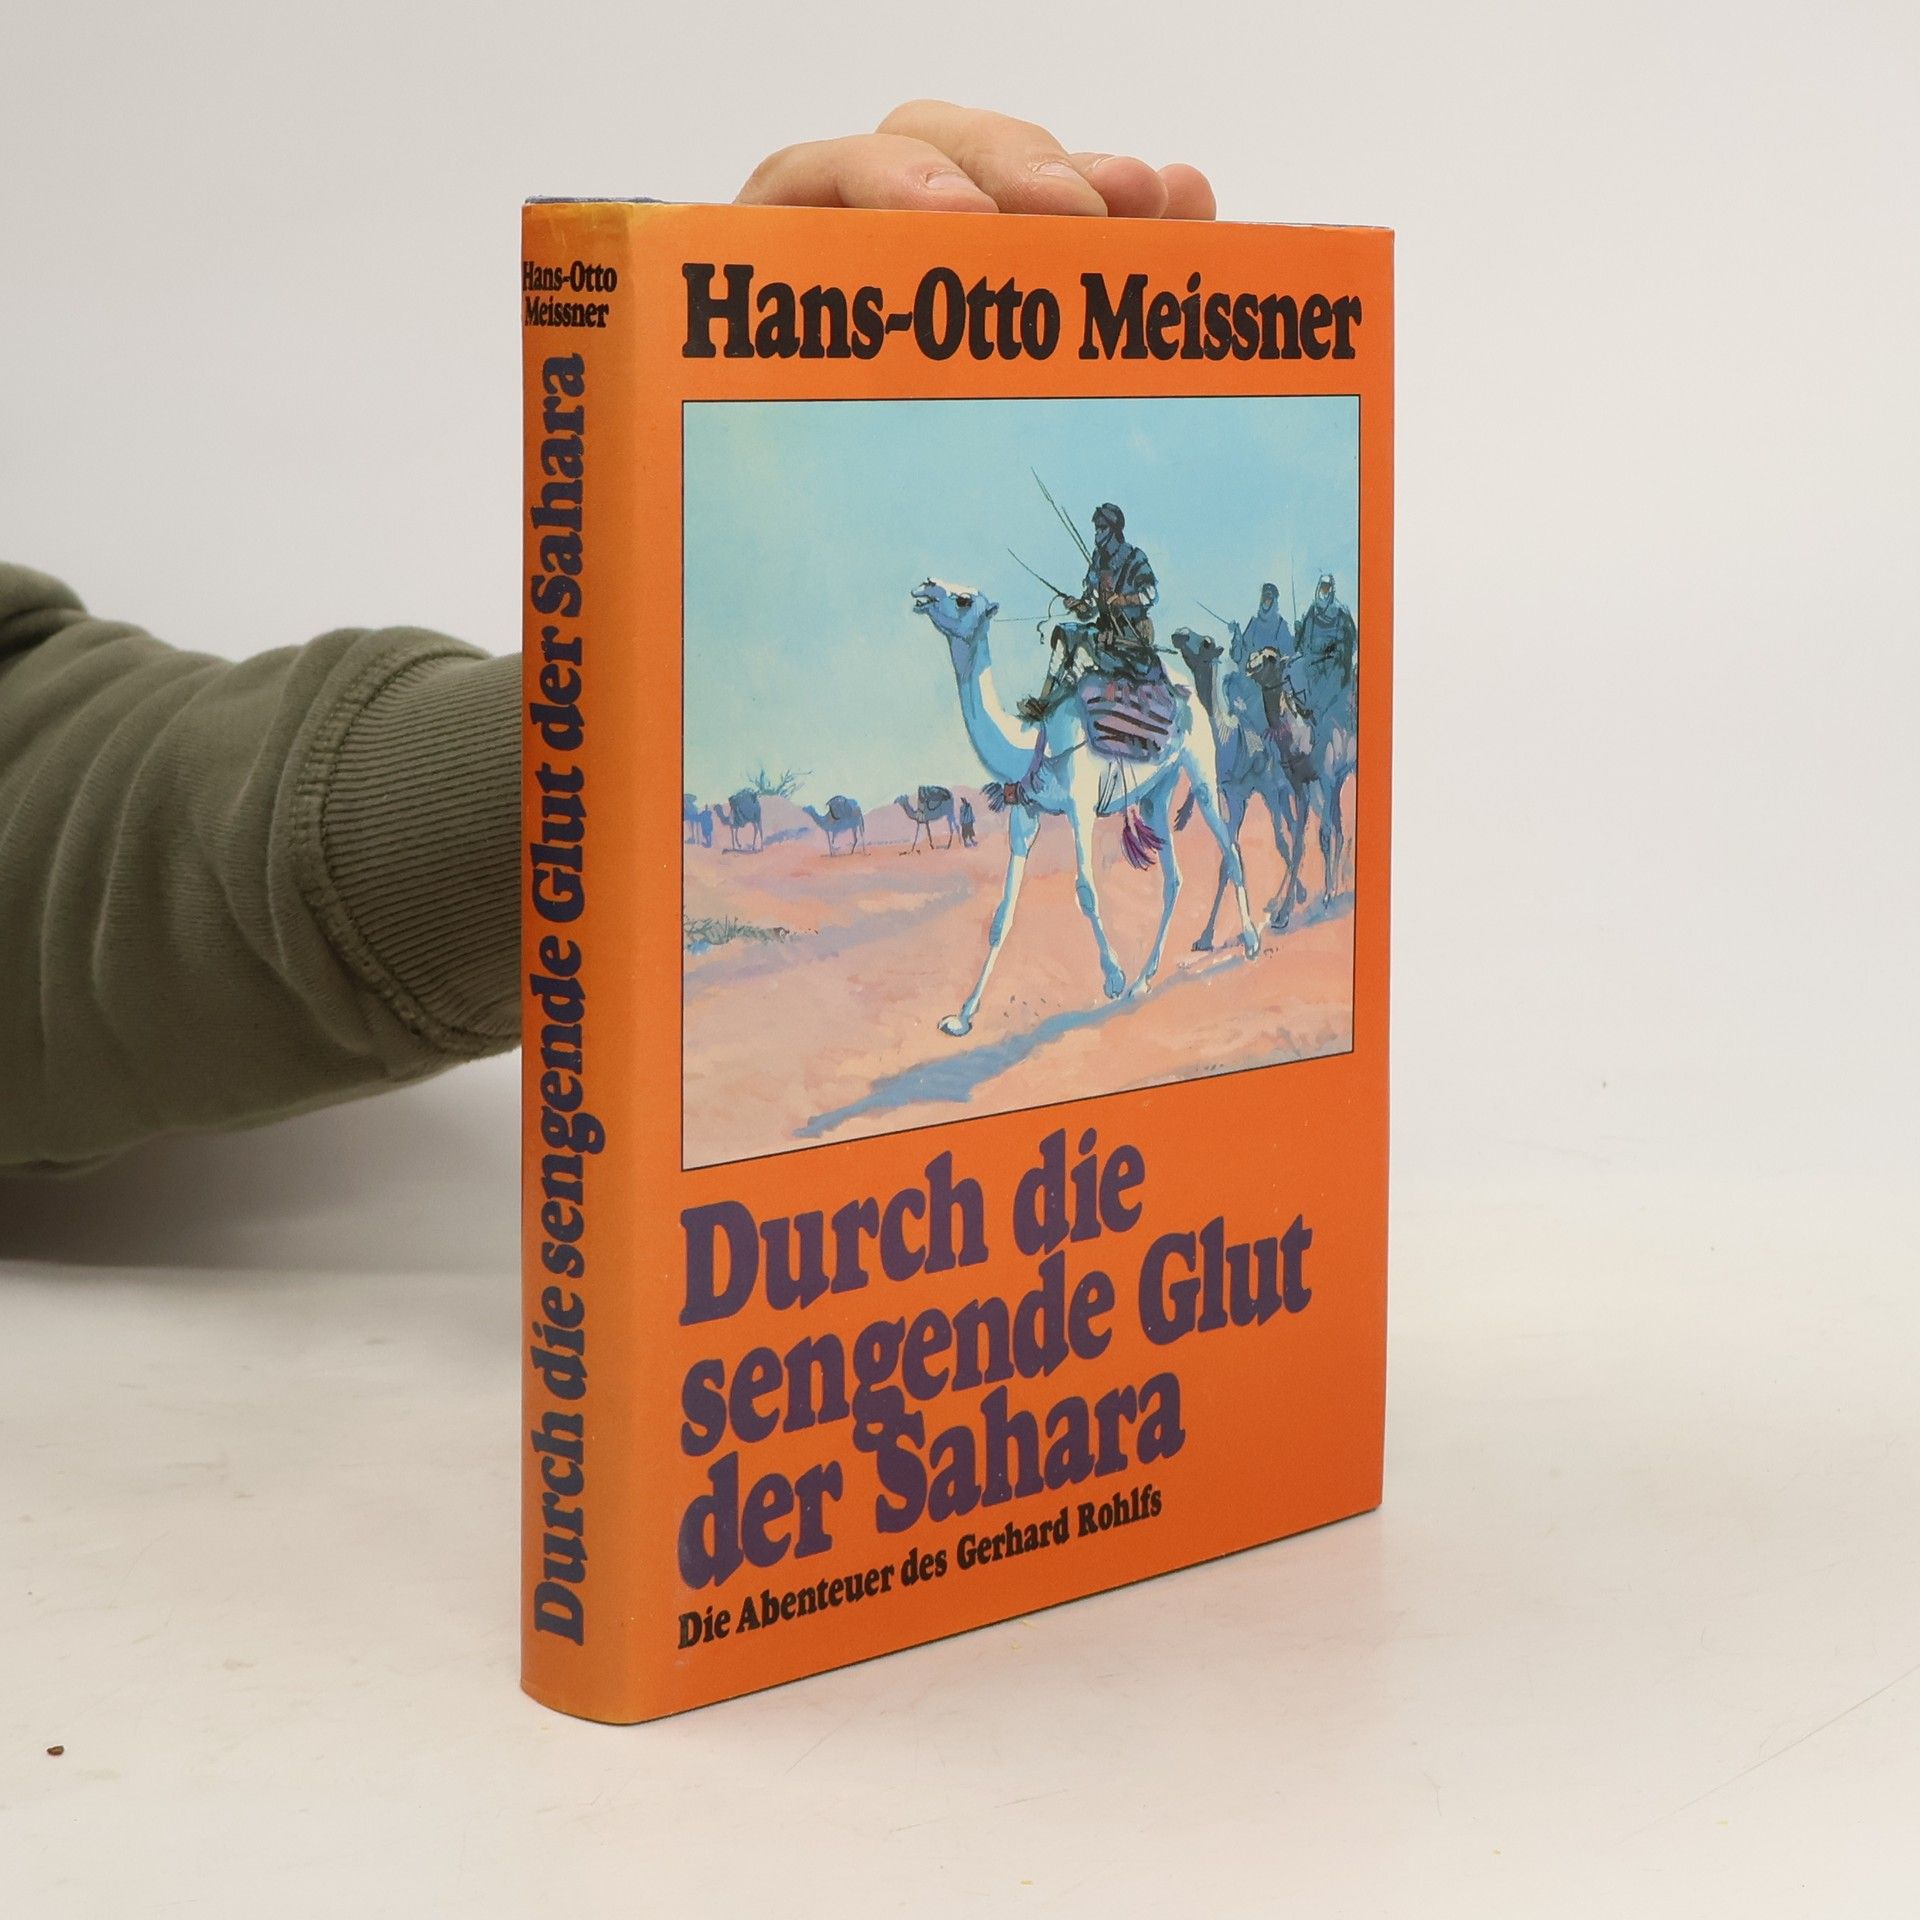 Hans-Otto
Meissner
Durch die sengende Glut der Sahara
Hans-Otto Meissner
Durch die
sengende Glut
der Sahara
Die Abenteuer des Gerhard Rohlfs